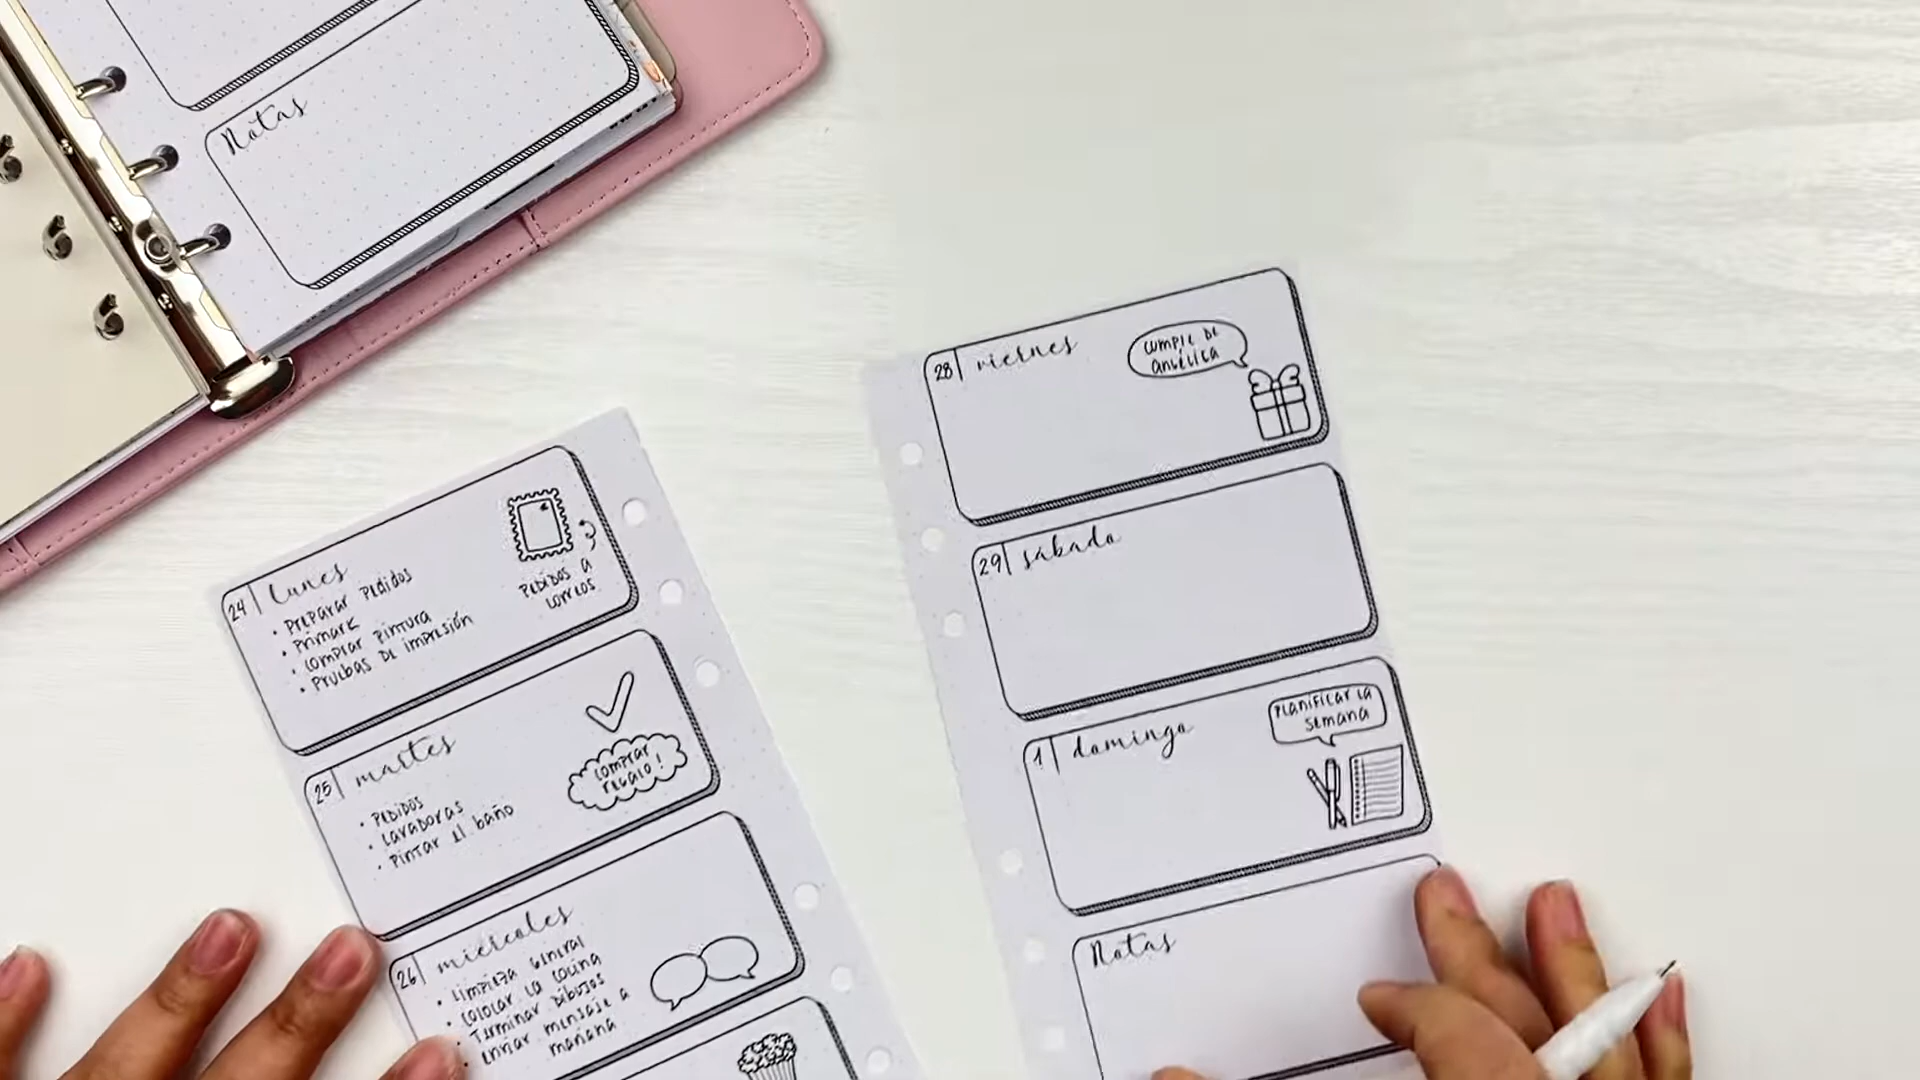 Notas
24 lunes
• Preparar pedidos
• Primark
• comprar pintura
• Pruebas de impresión
Pedidos a
correos
25 martes
• Pedidos
• Lavadoras
• Pintar el baño
comprar
regalo!
26 miércoles
• Limpieza general
• colocar la cocina
• Terminar dibujos
• enviar mensaje a
mañana
28 viernes
cumple de
angélica
29 sábado
1 domingo
Planificar la
semana
Notas